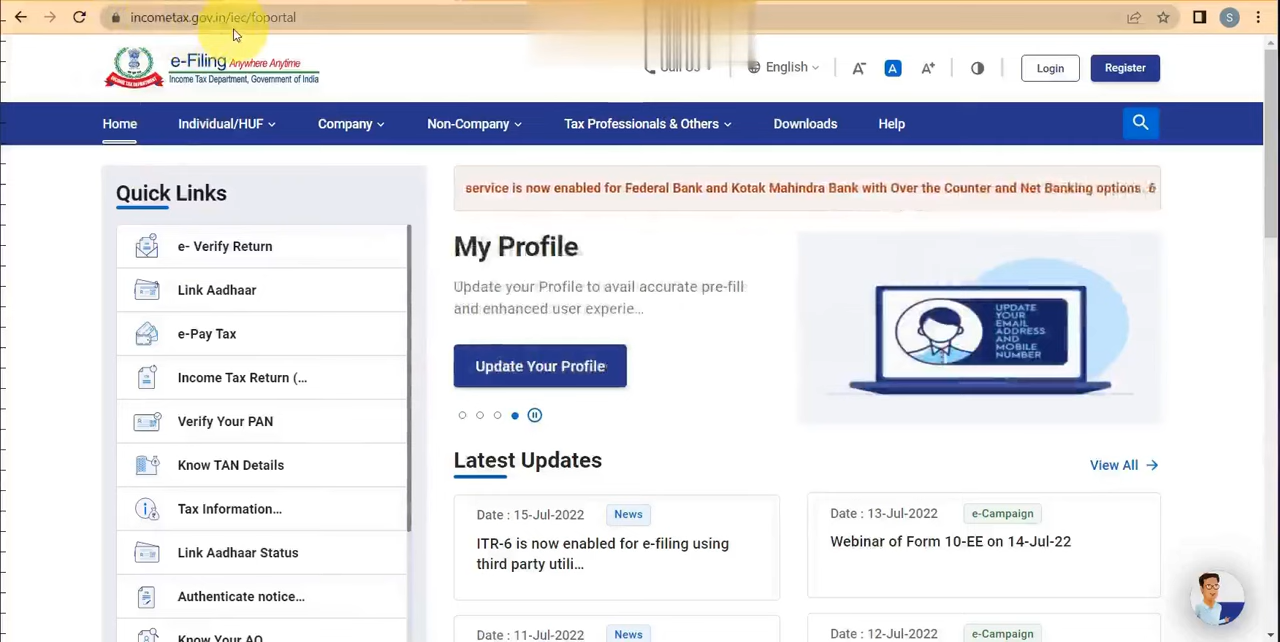 incometax.gov.in/iec/foportal
S
e-Filing Anywhere Anytime
Income Tax Department, Government of India
Call Us
English
A-
A
A+
Login
Register
Home
Individual/HUF
Company
Non-Company
Tax Professionals & Others
Downloads
Help
Quick Links
e- Verify Return
Link Aadhaar
e-Pay Tax
Income Tax Return (...
Verify Your PAN
Know TAN Details
Tax Information...
Link Aadhaar Status
Authenticate notice...
Know Your AO
service is now enabled for Federal Bank and Kotak Mahindra Bank with Over the Counter and Net Banking options.
My Profile
Update your Profile to avail accurate pre-fill
and enhanced user experie...
Update Your Profile
UPDATE
YOUR
EMAIL
ADDRESS
AND
MOBILE
NUMBER
Latest Updates
View All
Date : 15-Jul-2022 News
ITR-6 is now enabled for e-filing using
third party utili...
Date : 13-Jul-2022 e-Campaign
Webinar of Form 10-EE on 14-Jul-22
Date : 11-Jul-2022 News
Date : 12-Jul-2022 e-Campaign